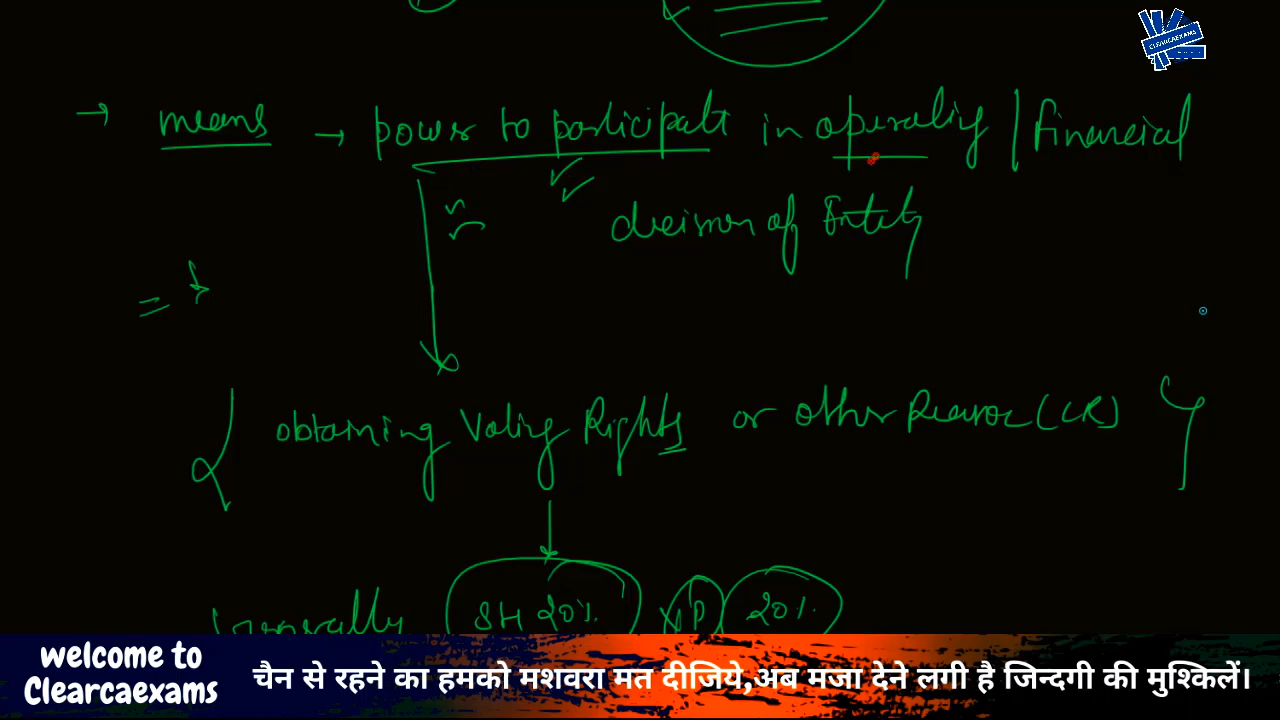 CLEARCAEXAMS
→ means → power to participate in operating | financial
decision of Entity
=
obtaining Voting Rights or other Reason (CR)
Generally SH 20% VP 20%
welcome to
Clearcaexams
चैन से रहने का हमको मशवरा मत दीजिये,अब मजा देने लगी है जिन्दगी की मुश्किलें।